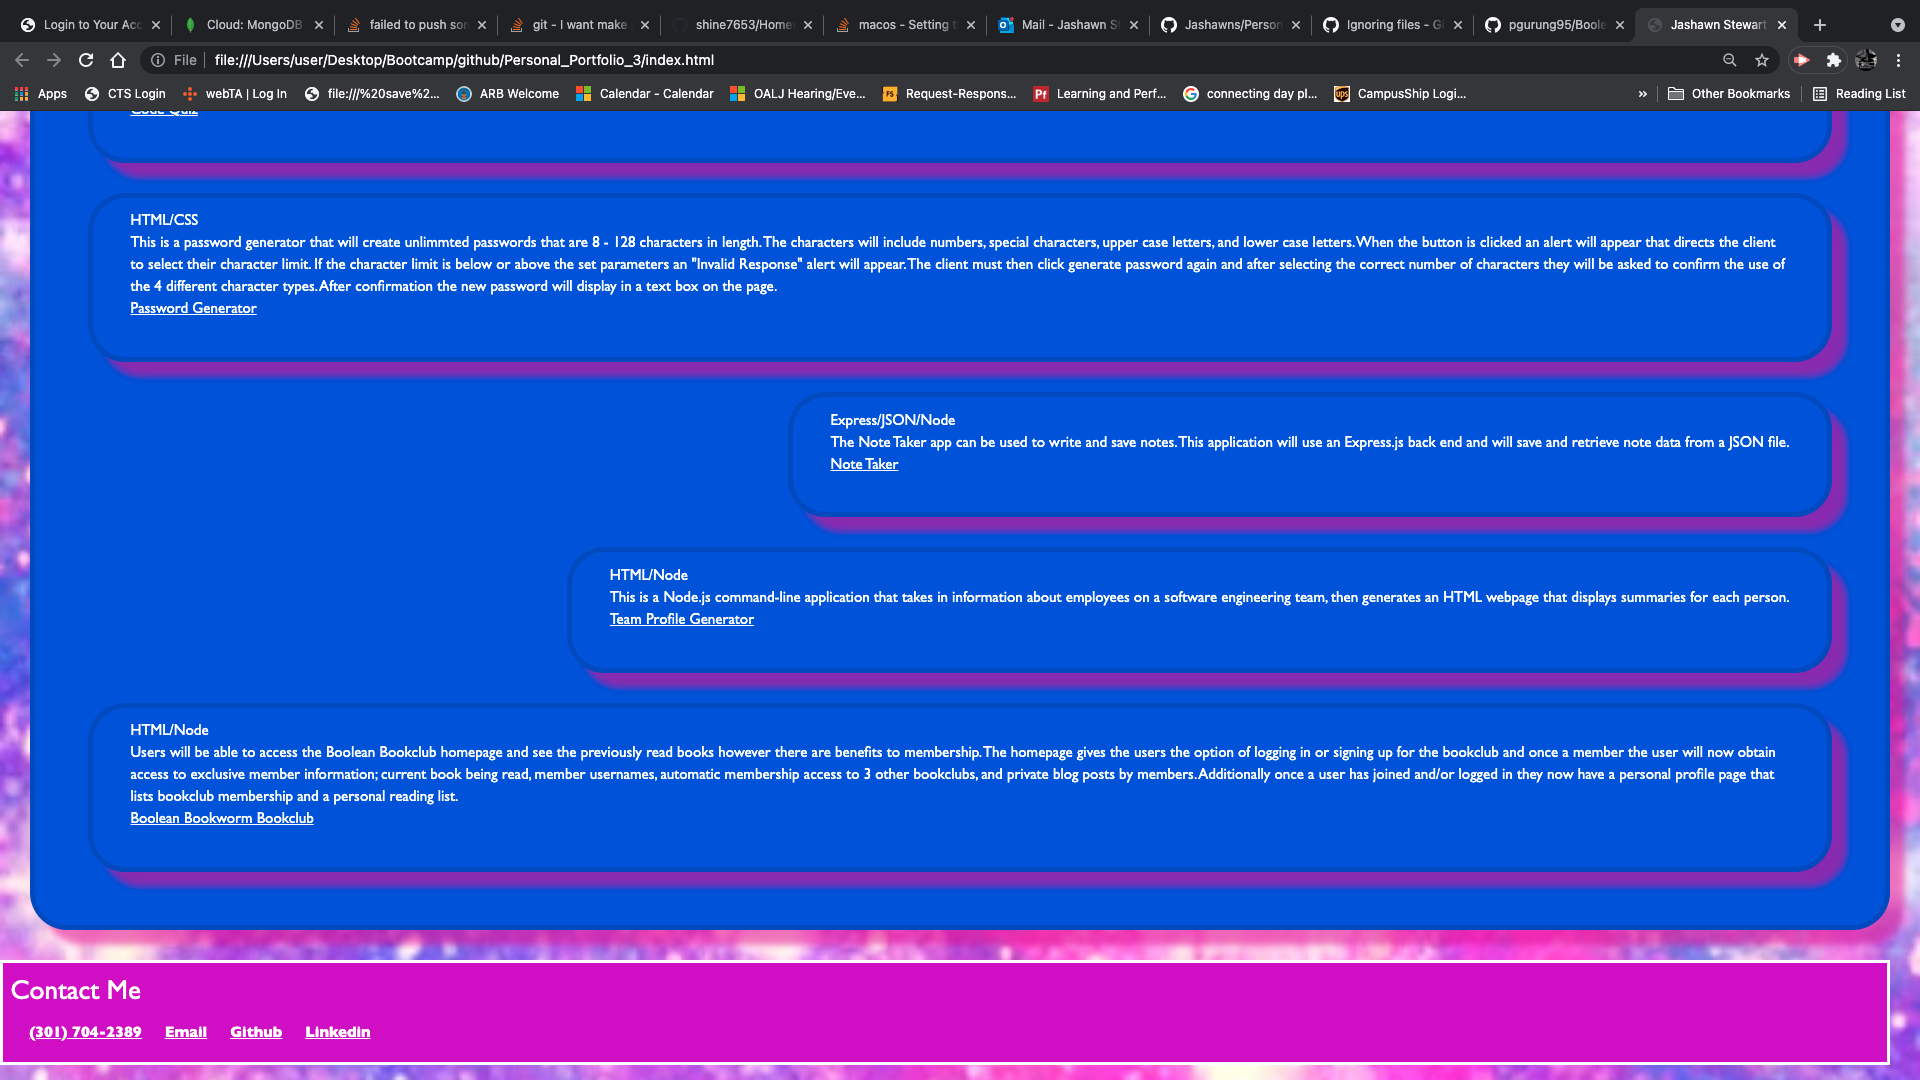 Login to Your Acc
Cloud: MongoDB
failed to push son
git - I want make
shine7653/Home
macos - Setting t
Mail - Jashawn S
Jashawns/Person
Ignoring files - G
pgurung95/Boole
Jashawn Stewart
File
file:///Users/user/Desktop/Bootcamp/github/Personal_Portfolio_3/index.html
Apps
CTS Login
webTA | Log In
file:///%20save%2...
ARB Welcome
Calendar - Calendar
OALJ Hearing/Eve...
Request-Respons...
Learning and Perf...
connecting day pl...
CampusShip Logi...
»
Other Bookmarks
Reading List
Code Quiz
HTML/CSS
This is a password generator that will create unlimmted passwords that are 8 - 128 characters in length. The characters will include numbers, special characters, upper case letters, and lower case letters. When the button is clicked an alert will appear that directs the client
to select their character limit. If the character limit is below or above the set parameters an "Invalid Response" alert will appear. The client must then click generate password again and after selecting the correct number of characters they will be asked to confirm the use of
the 4 different character types. After confirmation the new password will display in a text box on the page.
Password Generator
Express/JSON/Node
The Note Taker app can be used to write and save notes. This application will use an Express.js back end and will save and retrieve note data from a JSON file.
Note Taker
HTML/Node
This is a Node.js command-line application that takes in information about employees on a software engineering team, then generates an HTML webpage that displays summaries for each person.
Team Profile Generator
HTML/Node
Users will be able to access the Boolean Bookclub homepage and see the previously read books however there are benefits to membership. The homepage gives the users the option of logging in or signing up for the bookclub and once a member the user will now obtain
access to exclusive member information; current book being read, member usernames, automatic membership access to 3 other bookclubs, and private blog posts by members. Additionally once a user has joined and/or logged in they now have a personal profile page that
lists bookclub membership and a personal reading list.
Boolean Bookworm Bookclub
Contact Me
(301) 704-2389
Email
Github
Linkedin